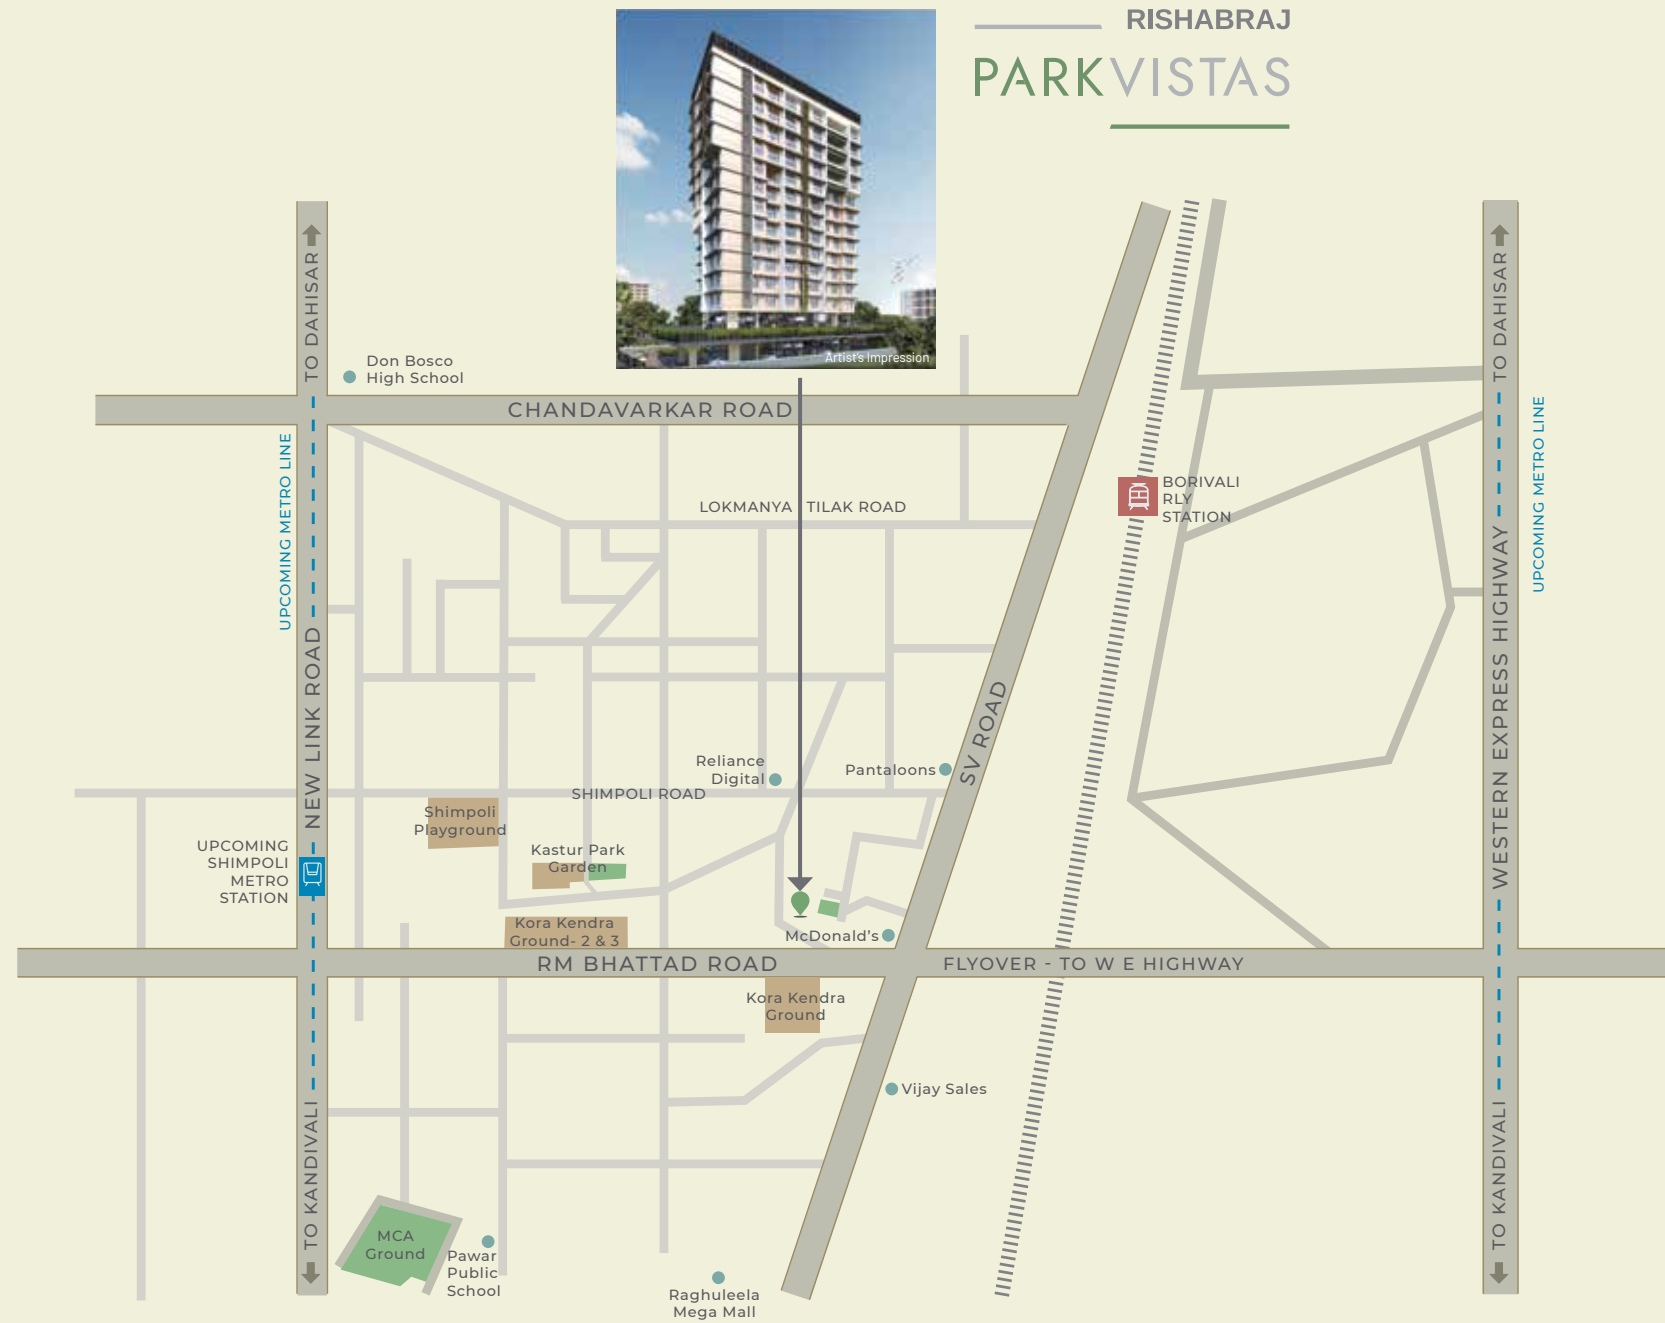 RISHABRAJ
PARKVISTAS
Artist's Impression
TO DAHISAR
TO DAHISAR
Don Bosco
High School
CHANDAVARKAR ROAD
UPCOMING METRO LINE
UPCOMING METRO LINE
LOKMANYA TILAK ROAD
BORIVALI
RLY
STATION
NEW LINK ROAD
SV ROAD
WESTERN EXPRESS HIGHWAY
Reliance
Digital
Pantaloons
SHIMPOLI ROAD
Shimpoli
Playground
UPCOMING
SHIMPOLI
METRO
STATION
Kastur Park
Garden
Kora Kendra
Ground- 2 & 3
McDonald's
RM BHATTAD ROAD
FLYOVER - TO W E HIGHWAY
Kora Kendra
Ground
Vijay Sales
TO KANDIVALI
TO KANDIVALI
MCA
Ground
Pawar
Public
School
Raghuleela
Mega Mall